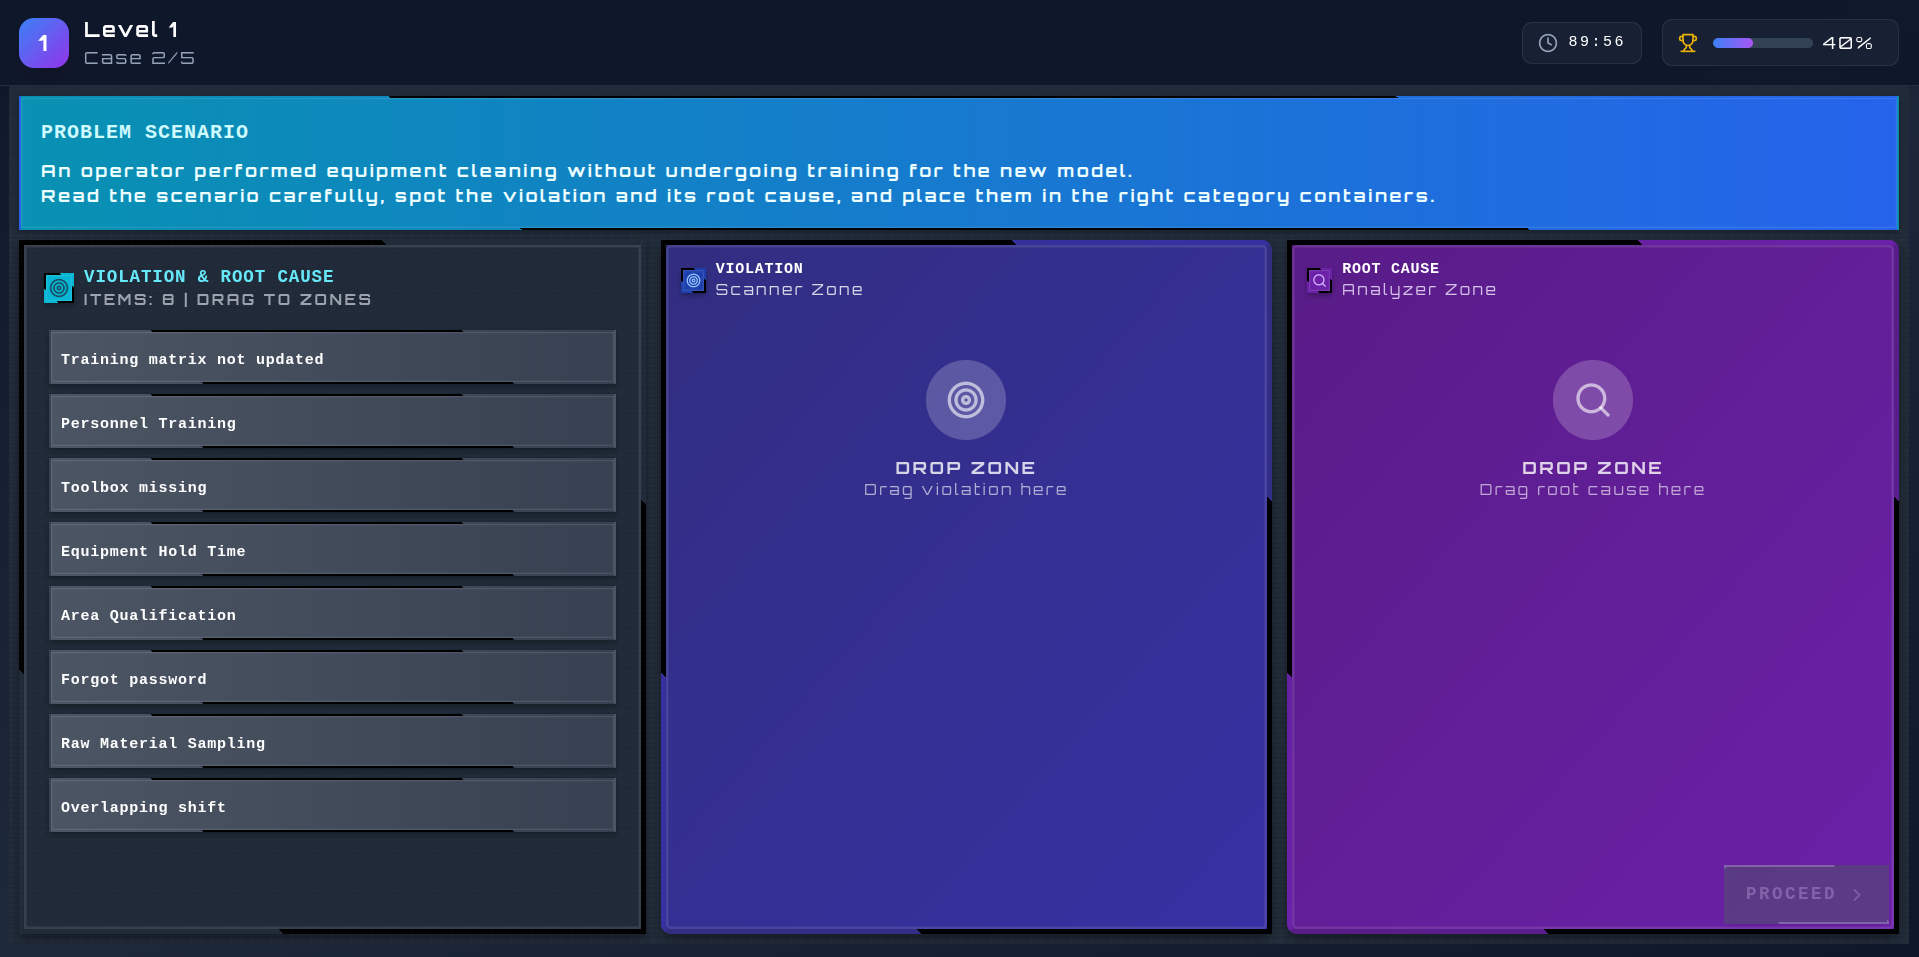 1
Level 1
Case 2/5
89:56
40%
PROBLEM SCENARIO
An operator performed equipment cleaning without undergoing training for the new model.
Read the scenario carefully, spot the violation and its root cause, and place them in the right category containers.
VIOLATION & ROOT CAUSE
ITEMS: 8 | DRAG TO ZONES
Training matrix not updated
Personnel Training
Toolbox missing
Equipment Hold Time
Area Qualification
Forgot password
Raw Material Sampling
Overlapping shift
VIOLATION
Scanner Zone
DROP ZONE
Drag violation here
ROOT CAUSE
Analyzer Zone
DROP ZONE
Drag root cause here
PROCEED